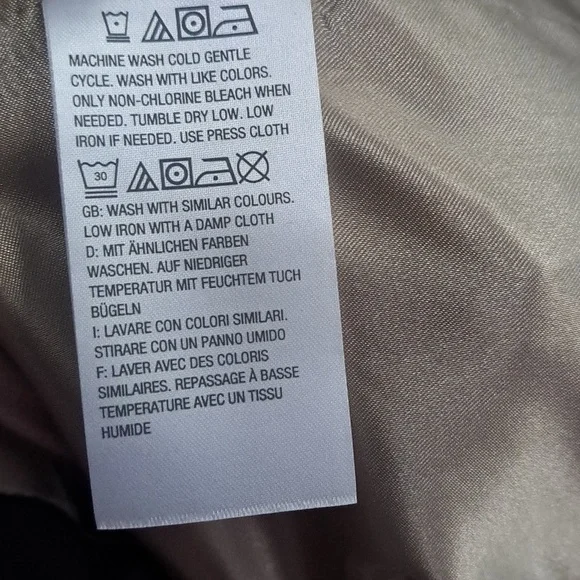 MACHINE WASH COLD GENTLE
CYCLE. WASH WITH LIKE COLORS.
ONLY NON-CHLORINE BLEACH WHEN
NEEDED. TUMBLE DRY LOW. LOW
IRON IF NEEDED. USE PRESS CLOTH
30
GB: WASH WITH SIMILAR COLOURS.
LOW IRON WITH A DAMP CLOTH
D: MIT ÄHNLICHEN FARBEN
WASCHEN. AUF NIEDRIGER
TEMPERATUR MIT FEUCHTEM TUCH
BÜGELN
I: LAVARE CON COLORI SIMILARI.
STIRARE CON UN PANNO UMIDO
F: LAVER AVEC DES COLORIS
SIMILAIRES. REPASSAGE À BASSE
TEMPERATURE AVEC UN TISSU
HUMIDE